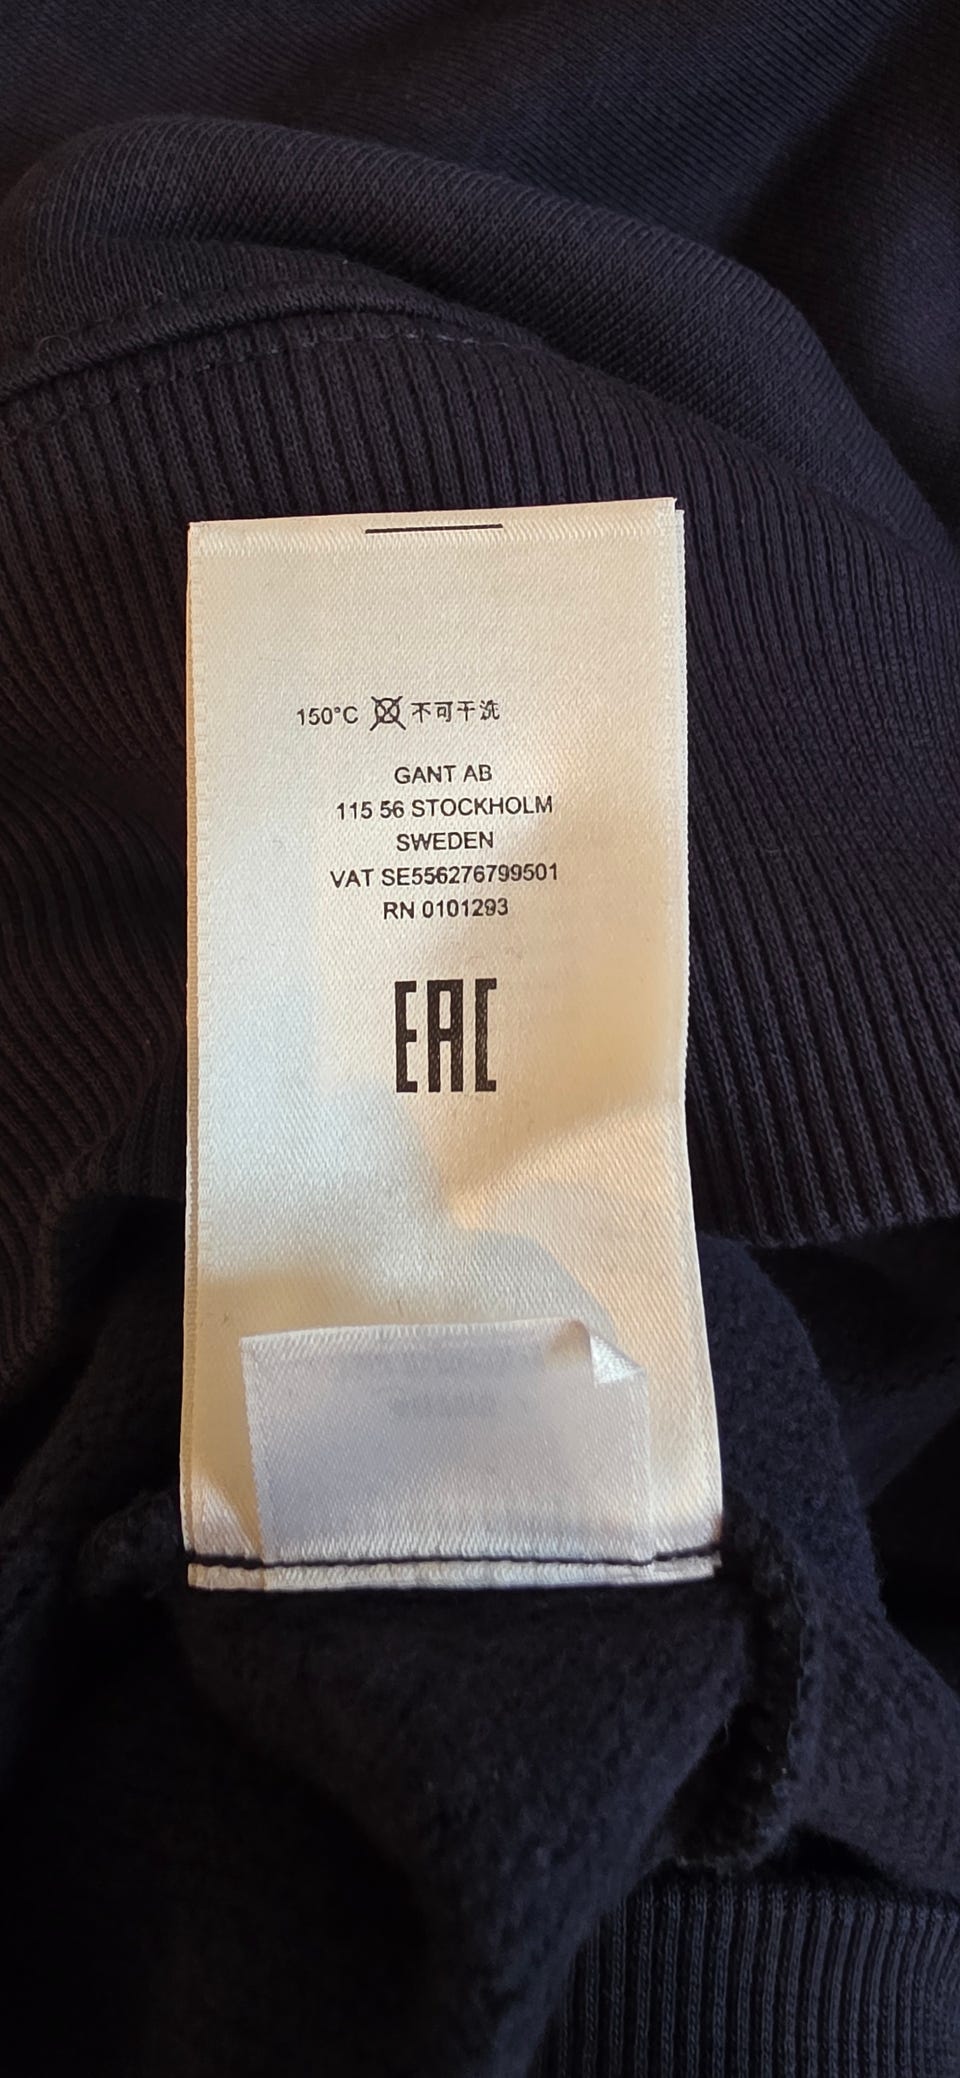 150°C 不可干洗
GANT AB
115 56 STOCKHOLM
SWEDEN
VAT SE556276799501
RN 0101293
EAC